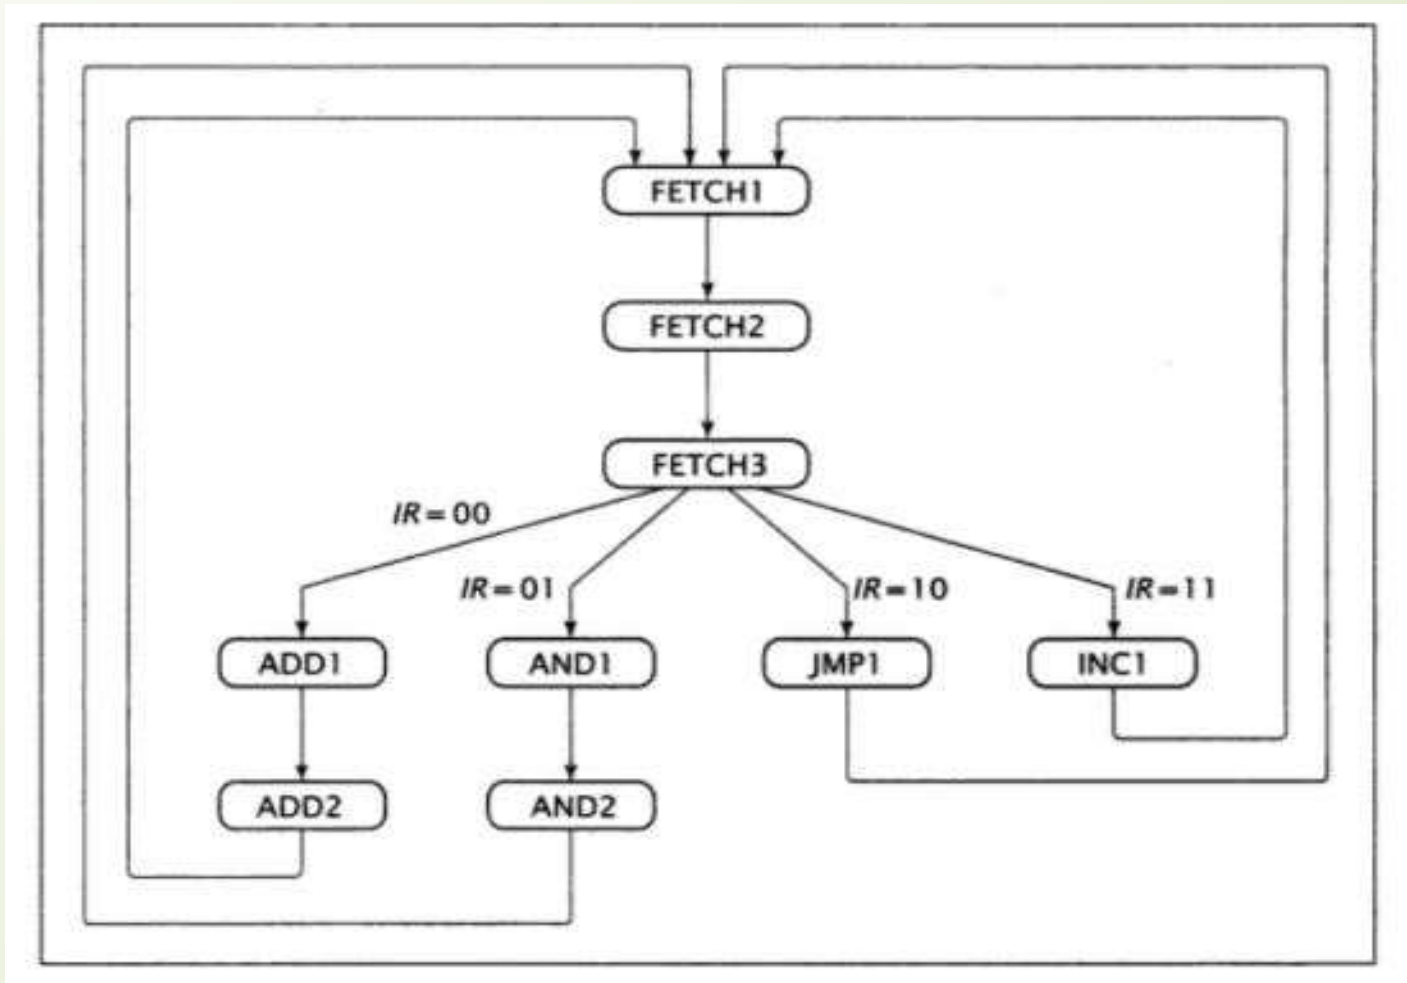 FETCH1
FETCH2
FETCH3
IR=00
IR=01
IR=10
IR=11
ADD1
AND1
JMP1
INC1
ADD2
AND2